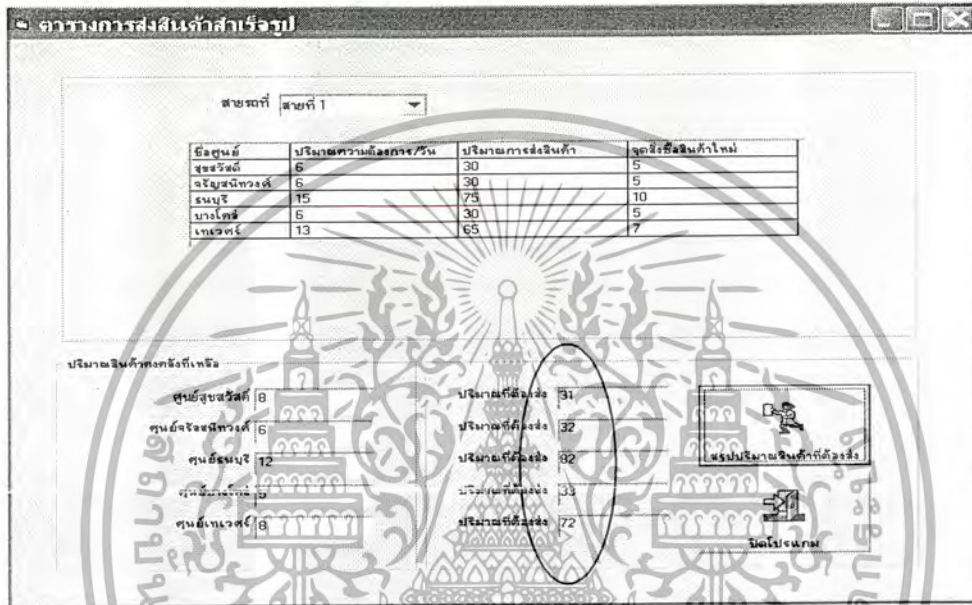 ตารางการส่งสินค้าสำเร็จรูป
สายรถที่ สายที่ 1
ชื่อศูนย์ ปริมาณความต้องการ/วัน ปริมาณการส่งสินค้า จุดสั่งซื้อสินค้าใหม่
สุขสวัสดิ์ 6 30 5
จรัญสนิทวงศ์ 6 30 5
ธนบุรี 15 75 10
บางโคล่ 6 30 5
เทเวศร์ 13 65 7
ปริมาณสินค้าคงคลังที่เหลือ
ศูนย์สุขสวัสดิ์ 8 ปริมาณที่ต้องส่ง 31
ศูนย์จรัลสนิทวงศ์ 6 ปริมาณที่ต้องส่ง 32
ศูนย์ธนบุรี 12 ปริมาณที่ต้องส่ง 82
ศูนย์บางโคล่ 5 ปริมาณที่ต้องส่ง 33
ศูนย์เทเวศร์ 8 ปริมาณที่ต้องส่ง 72
สรุปปริมาณสินค้าที่ต้องส่ง
ปิดโปรแกม